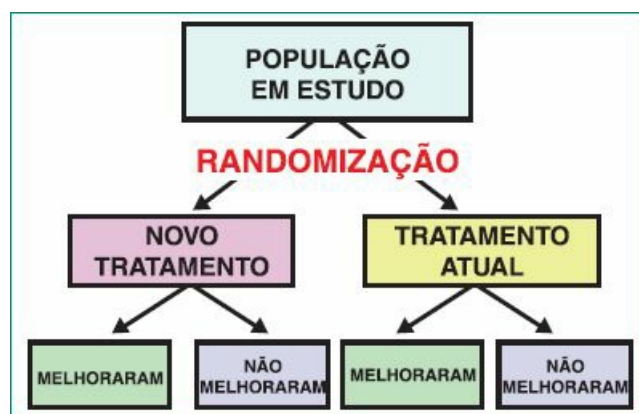 POPULAÇÃO
EM ESTUDO
RANDOMIZAÇÃO
NOVO
TRATAMENTO
TRATAMENTO
ATUAL
MELHORARAM
NÃO
MELHORARAM
MELHORARAM
NÃO
MELHORARAM